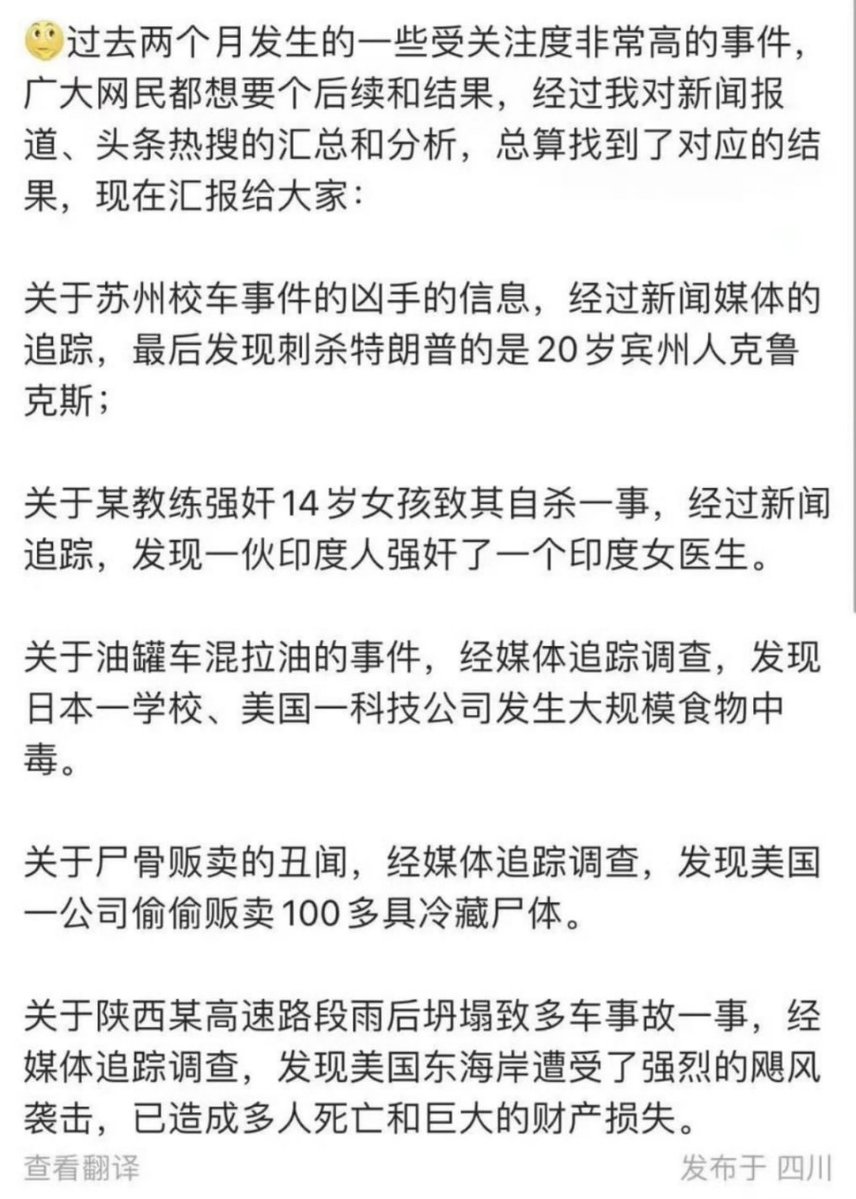 过去两个月发生的一些受关注度非常高的事件，
广大网民都想要个后续和结果，经过我对新闻报
道、头条热搜的汇总和分析，总算找到了对应的结
果，现在汇报给大家：
关于苏州校车事件的凶手的信息，经过新闻媒体的
追踪，最后发现刺杀特朗普的是20岁宾州人克鲁
克斯；
关于某教练强奸14岁女孩致其自杀一事，经过新闻
追踪，发现一伙印度人强奸了一个印度女医生。
关于油罐车混拉油的事件，经媒体追踪调查，发现
日本一学校、美国一科技公司发生大规模食物中
毒。
关于尸骨贩卖的丑闻，经媒体追踪调查，发现美国
一公司偷偷贩卖100多具冷藏尸体。
关于陕西某高速路段雨后坍塌致多车事故一事，经
媒体追踪调查，发现美国东海岸遭受了强烈的飓风
袭击，已造成多人死亡和巨大的财产损失。
查看翻译 发布于 四川